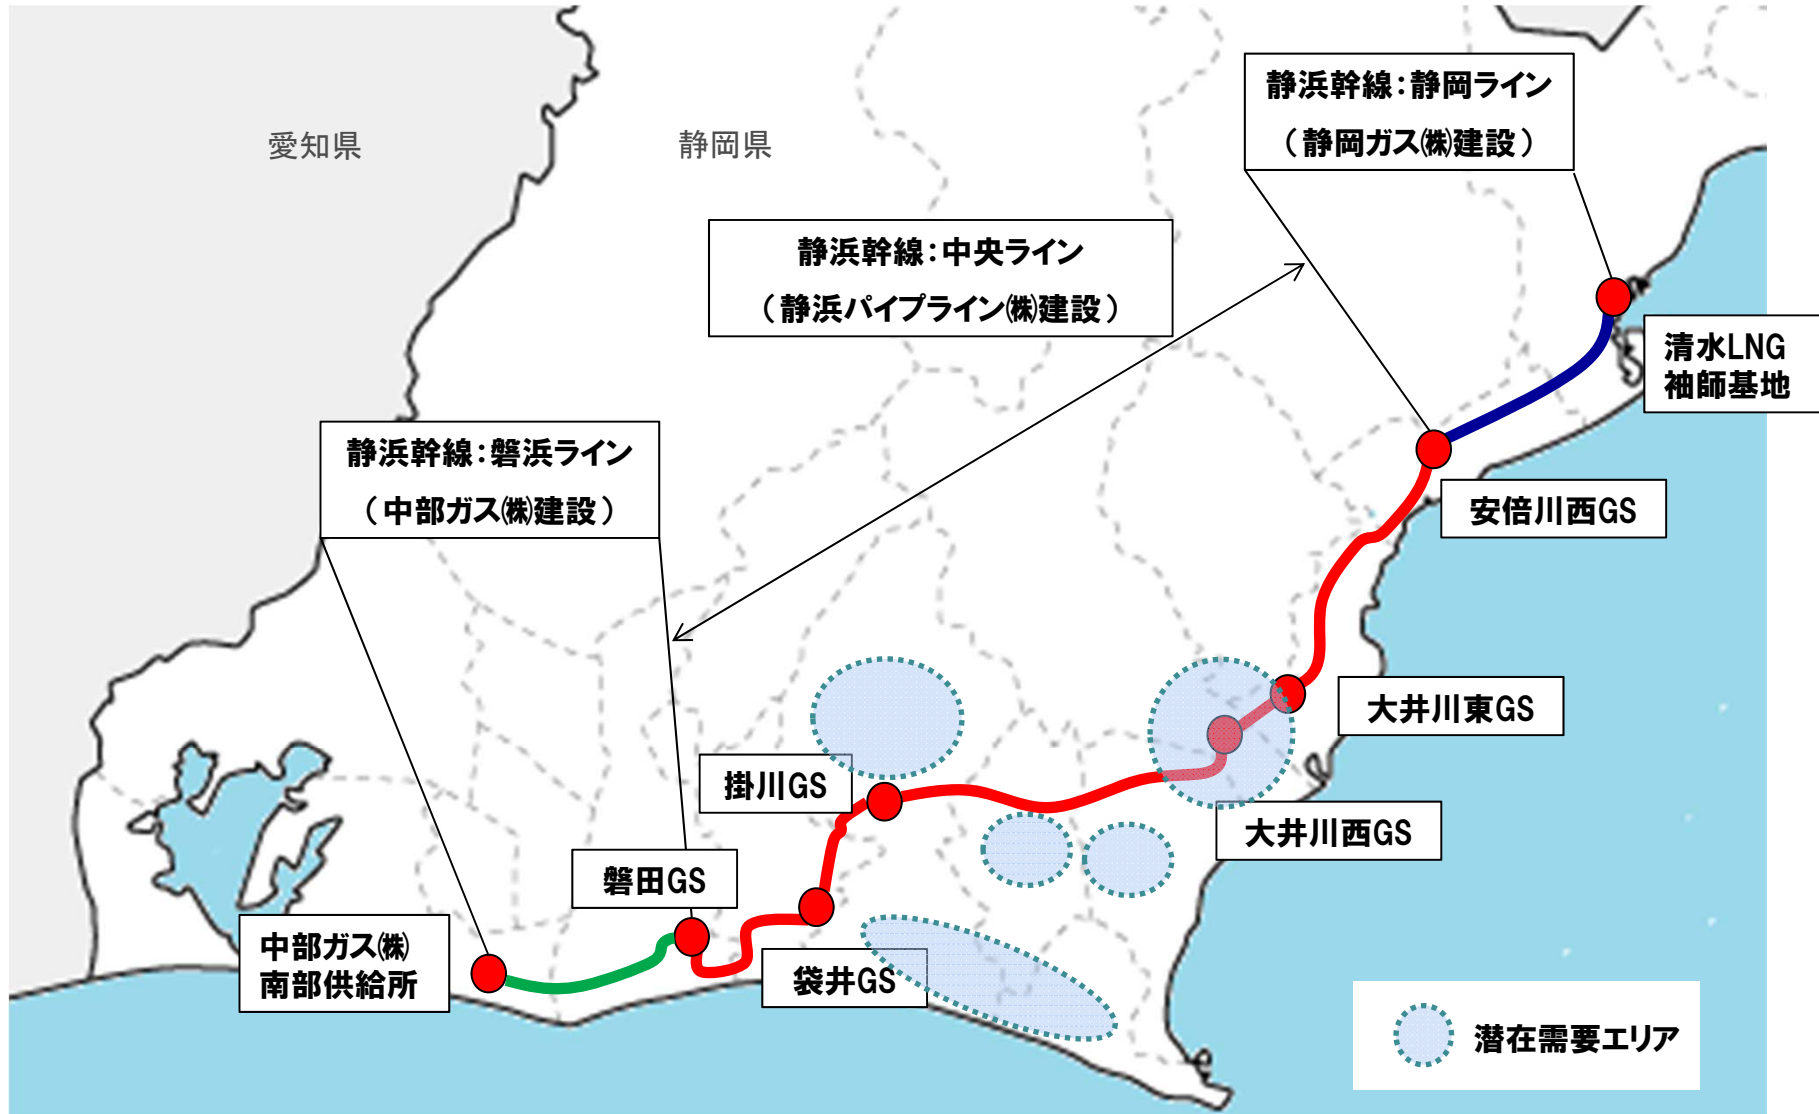 静浜幹線：静岡ライン
（静岡ガス㈱建設）
愛知県
静岡県
静浜幹線：中央ライン
（静浜パイプライン㈱建設）
清水LNG
袖師基地
静浜幹線：磐浜ライン
（中部ガス㈱建設）
安倍川西GS
大井川東GS
掛川GS
大井川西GS
磐田GS
中部ガス㈱
南部供給所
袋井GS
潜在需要エリア